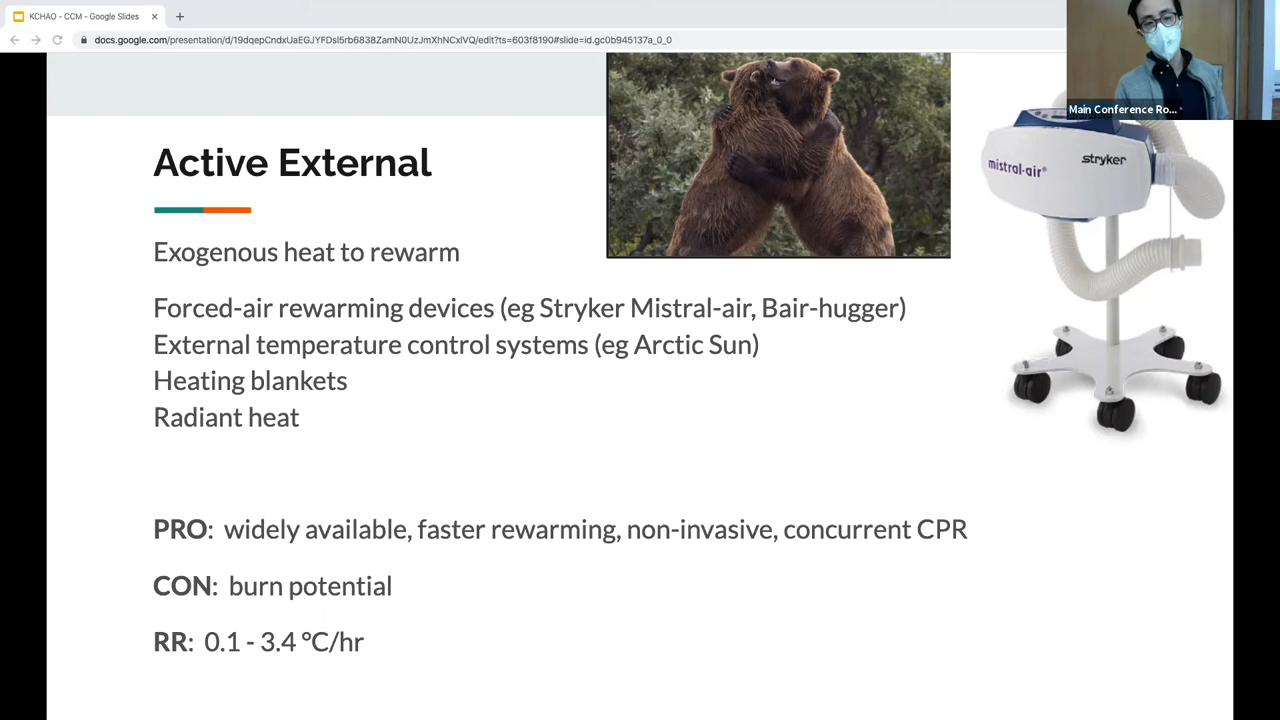 KCHAO - CCM - Google Slides
docs.google.com/presentation/d/19dqepCndxUaEGJYFDsl5rb6838ZamN0UzJmXhNCxlVQ/edit?ts=603f8190#slide=id.gc0b945137a_0_0
Main Conference Ro...
mistral-air®
stryker
Active External
Exogenous heat to rewarm
Forced-air rewarming devices (eg Stryker Mistral-air, Bair-hugger)
External temperature control systems (eg Arctic Sun)
Heating blankets
Radiant heat
PRO: widely available, faster rewarming, non-invasive, concurrent CPR
CON: burn potential
RR: 0.1 - 3.4 °C/hr